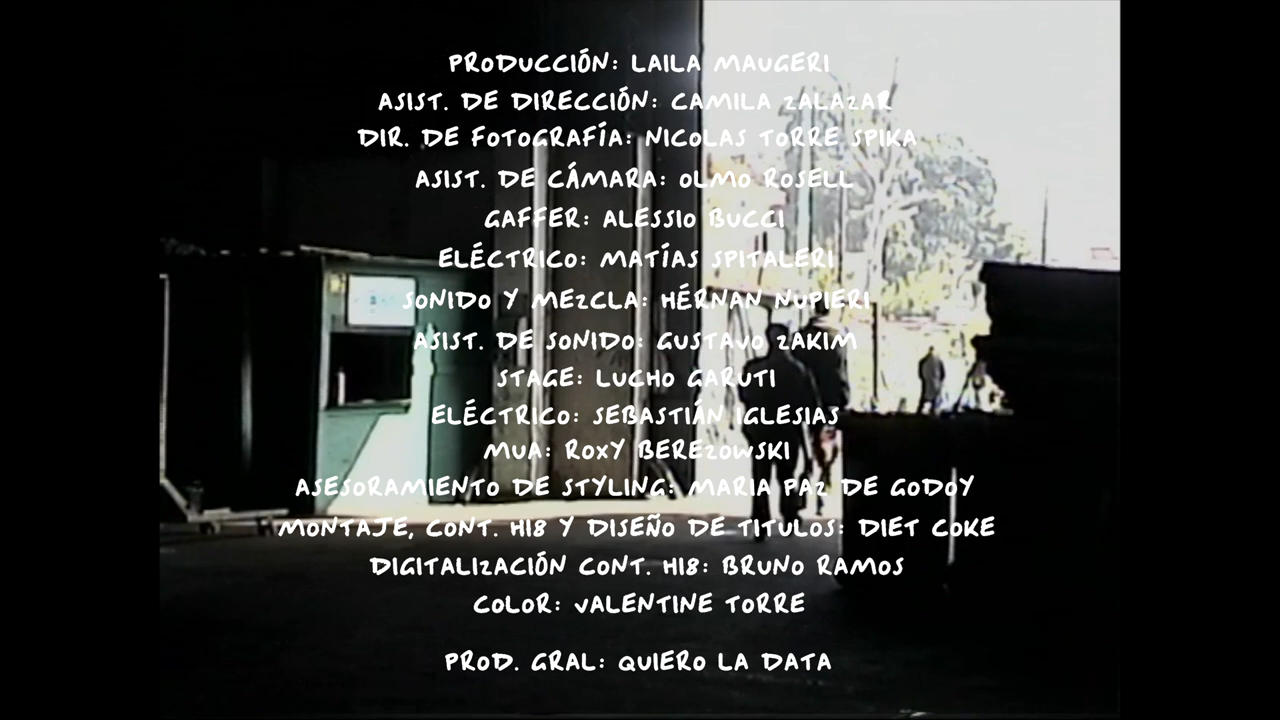 PRODUCCIÓN: LAILA MAUGERI
ASIST. DE DIRECCIÓN: CAMILA ZALAZAR
DIR. DE FOTOGRAFÍA: NICOLAS TORRE SPIKA
ASIST. DE CÁMARA: OLMO ROSELL
GAFFER: ALESSIO BUCCI
ELÉCTRICO: MATÍAS SPITALERI
SONIDO Y MEZCLA: HÉRNAN NUPIERI
ASIST. DE SONIDO: GUSTAVO ZAKIM
STAGE: LUCHO GARUTI
ELÉCTRICO: SEBASTIÁN IGLESIAS
MUA: ROXY BEREZOWSKI
ASESORAMIENTO DE STYLING: MARIA PAZ DE GODOY
MONTAJE, CONT. HI8 Y DISEÑO DE TITULOS: DIET COKE
DIGITALIZACIÓN CONT. HI8: BRUNO RAMOS
COLOR: VALENTINE TORRE
PROD. GRAL: QUIERO LA DATA